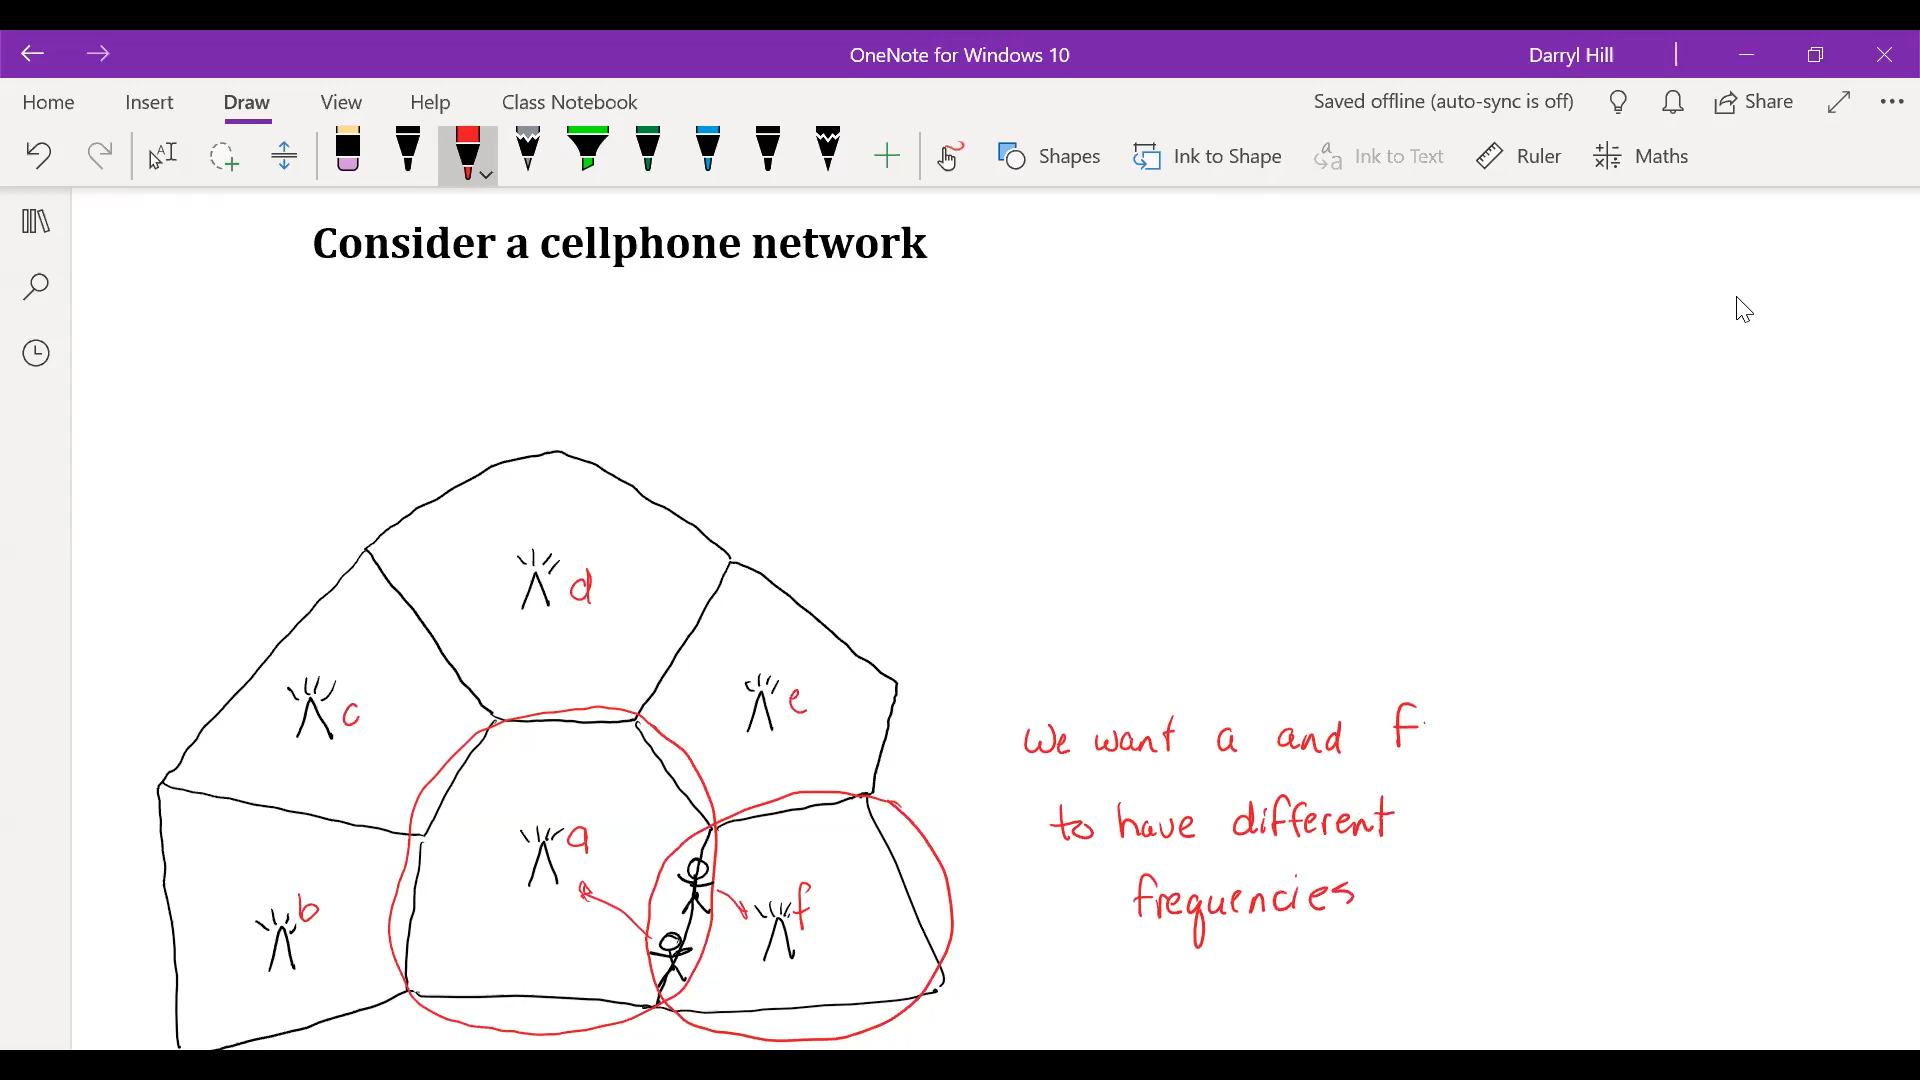 OneNote for Windows 10
Darryl Hill
Home Insert Draw View Help Class Notebook
Saved offline (auto-sync is off) Share
Shapes Ink to Shape Ink to Text Ruler Maths
Consider a cellphone network
d
c
e
a
b
f
We want a and f
to have different
frequencies